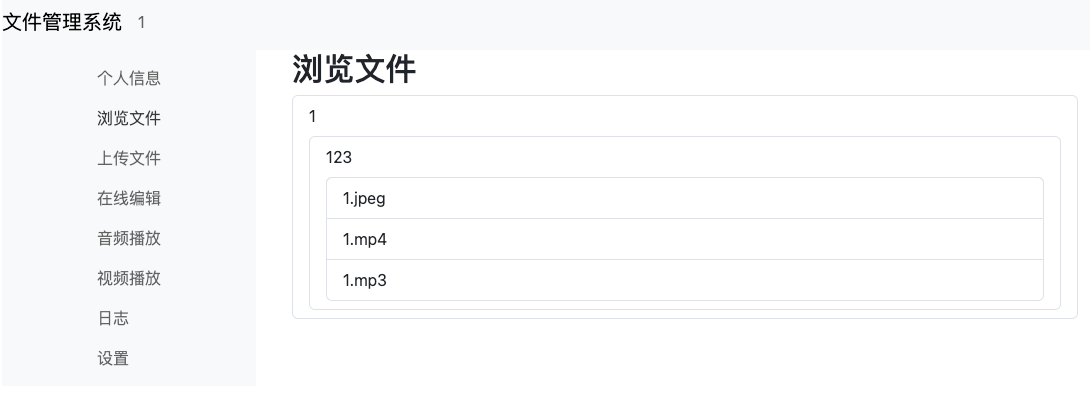 文件管理系统 1
个人信息
浏览文件
上传文件
在线编辑
音频播放
视频播放
日志
设置
浏览文件
1
123
1.jpeg
1.mp4
1.mp3